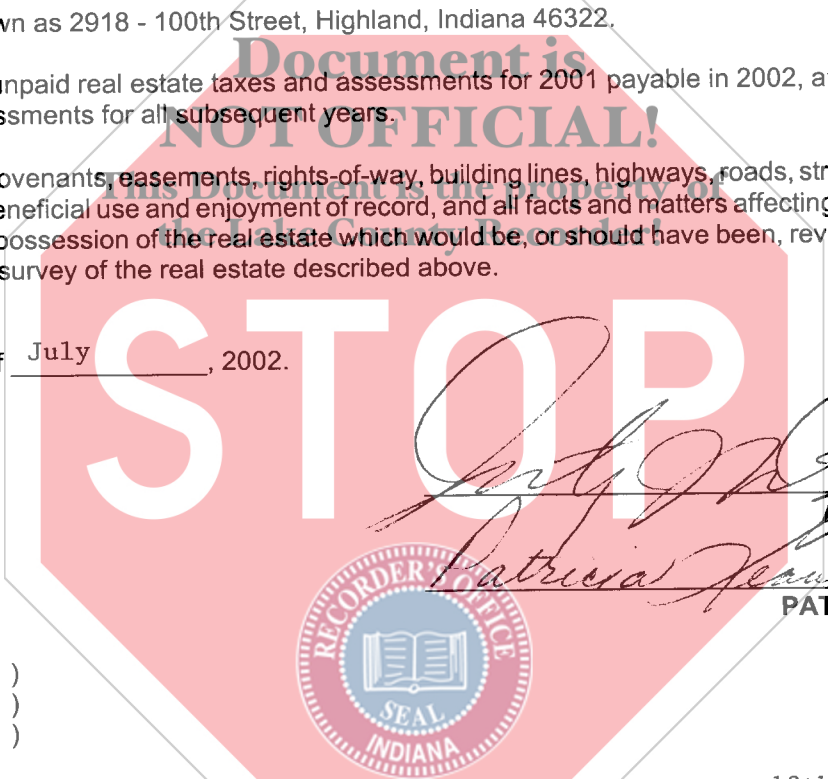 wn as 2918 - 100th Street, Highland, Indiana 46322.
Document is
unpaid real estate taxes and assessments for 2001 payable in 2002, a
ssments for all subsequent years.
NOT OFFICIAL!
ovenants, easements, rights-of-way, building lines, highways, roads, str
This Document is the property of
eneficial use and enjoyment of record, and all facts and matters affecting
possession of the real estate which would be, or should have been, rev
the Lake County Recorder!
survey of the real estate described above.
STOP
f July, 2002.
Patricia
PAT
RECORDER'S OFFICE
SEAL
INDIANA
)
)
)